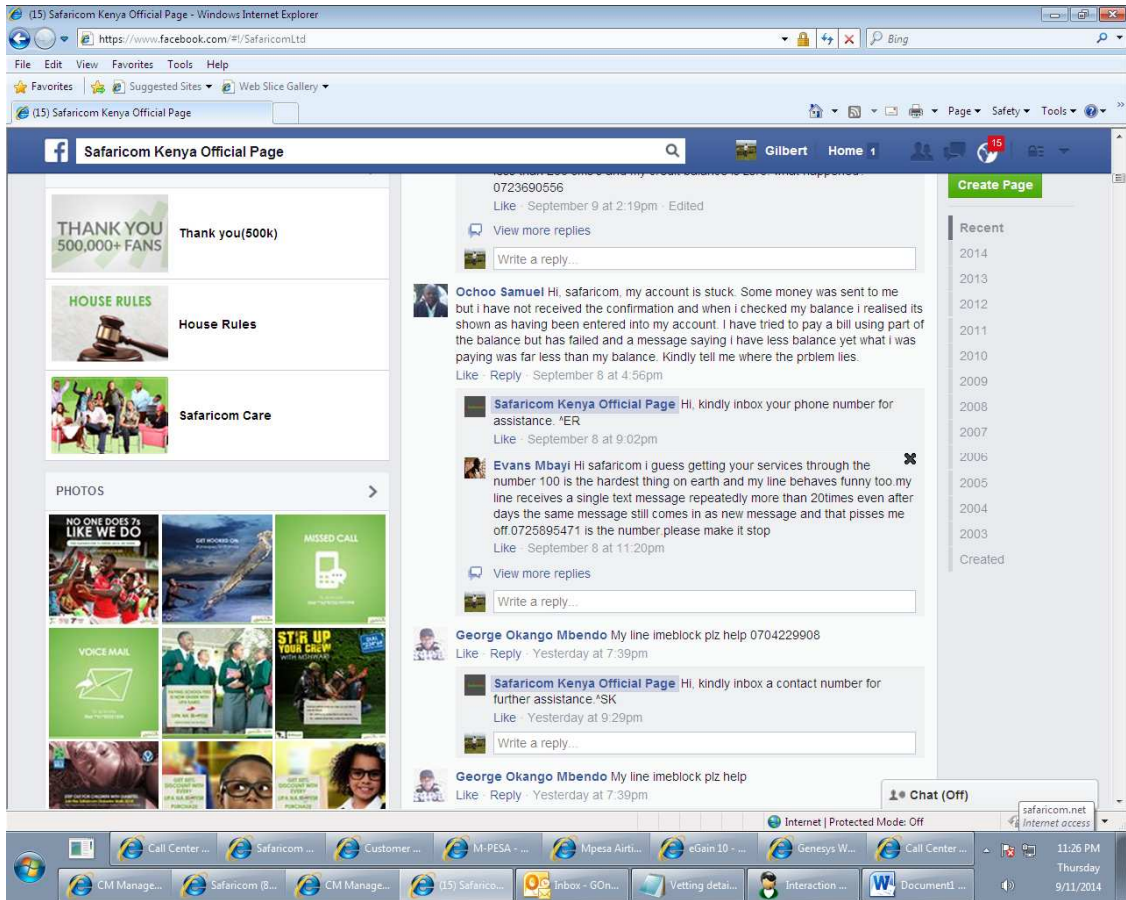 (15) Safaricom Kenya Official Page - Windows Internet Explorer
https://www.facebook.com/#!/SafaricomLtd
Bing
File Edit View Favorites Tools Help
Favorites Suggested Sites Web Slice Gallery
(15) Safaricom Kenya Official Page
Page Safety Tools
Safaricom Kenya Official Page
Gilbert Home 1
15
THANK YOU
500,000+ FANS
Thank you(500k)
HOUSE RULES
House Rules
Safaricom Care
PHOTOS
NO ONE DOES 7s
LIKE WE DO
GET HOOKED ON
MISSED CALL
VOICE MAIL
STIR UP
YOUR CREW
0723690556
Like · September 9 at 2:19pm · Edited
View more replies
Write a reply...
Ochoo Samuel Hi, safaricom, my account is stuck. Some money was sent to me
but i have not received the confirmation and when i checked my balance i realised its
shown as having been entered into my account. I have tried to pay a bill using part of
the balance but has failed and a message saying i have less balance yet what i was
paying was far less than my balance. Kindly tell me where the prblem lies.
Like · Reply · September 8 at 4:56pm
Safaricom Kenya Official Page Hi, kindly inbox your phone number for
assistance. ^ER
Like · September 8 at 9:02pm
Evans Mbayi Hi safaricom i guess getting your services through the
number 100 is the hardest thing on earth and my line behaves funny too.my
line receives a single text message repeatedly more than 20times even after
days the same message still comes in as new message and that pisses me
off.0725895471 is the number.please make it stop
Like · September 8 at 11:20pm
View more replies
Write a reply...
George Okango Mbendo My line imeblock plz help 0704229908
Like · Reply · Yesterday at 7:39pm
Safaricom Kenya Official Page Hi, kindly inbox a contact number for
further assistance.^SK
Like · Yesterday at 9:29pm
Write a reply...
George Okango Mbendo My line imeblock plz help
Like · Reply · Yesterday at 7:39pm
Create Page
Recent
2014
2013
2012
2011
2010
2009
2008
2007
2006
2005
2004
2003
Created
Chat (Off)
safaricom.net
Internet access
Internet | Protected Mode: Off
Call Center ... Safaricom ... Customer ... M-PESA - ... Mpesa Airti... eGain 10 - ... Genesys W... Call Center ...
CM Manage... Safaricom (B... CM Manage... (15) Safarico... Inbox - GOn... Vetting detai... Interaction ... Document1 ...
11:26 PM
Thursday
9/11/2014